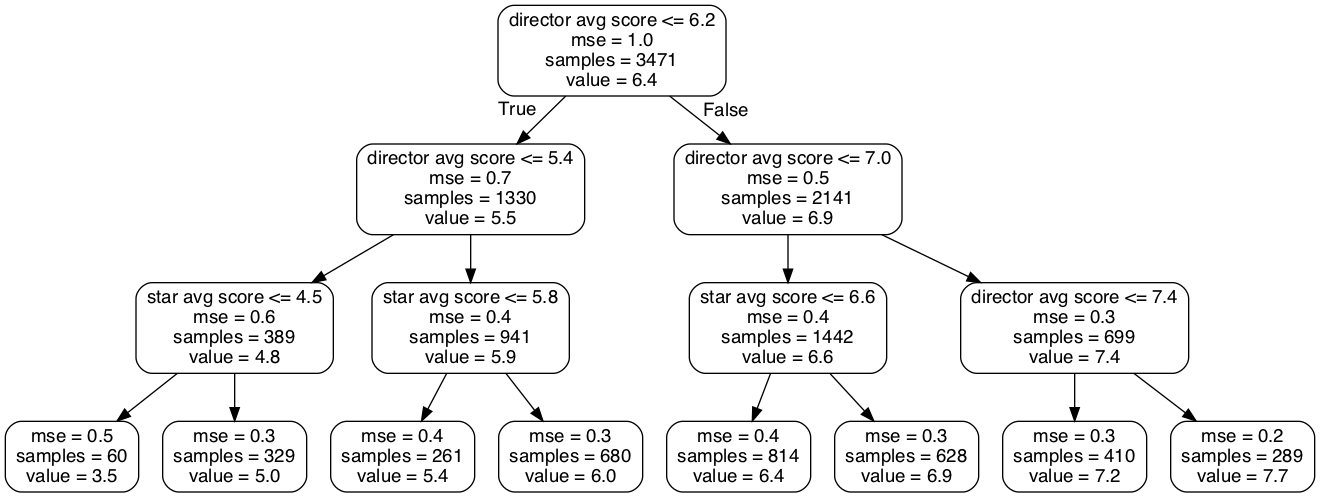 director avg score <= 6.2
mse = 1.0
samples = 3471
value = 6.4
True
False
director avg score <= 5.4
mse = 0.7
samples = 1330
value = 5.5
director avg score <= 7.0
mse = 0.5
samples = 2141
value = 6.9
star avg score <= 4.5
mse = 0.6
samples = 389
value = 4.8
star avg score <= 5.8
mse = 0.4
samples = 941
value = 5.9
star avg score <= 6.6
mse = 0.4
samples = 1442
value = 6.6
director avg score <= 7.4
mse = 0.3
samples = 699
value = 7.4
mse = 0.5
samples = 60
value = 3.5
mse = 0.3
samples = 329
value = 5.0
mse = 0.4
samples = 261
value = 5.4
mse = 0.3
samples = 680
value = 6.0
mse = 0.4
samples = 814
value = 6.4
mse = 0.3
samples = 628
value = 6.9
mse = 0.3
samples = 410
value = 7.2
mse = 0.2
samples = 289
value = 7.7